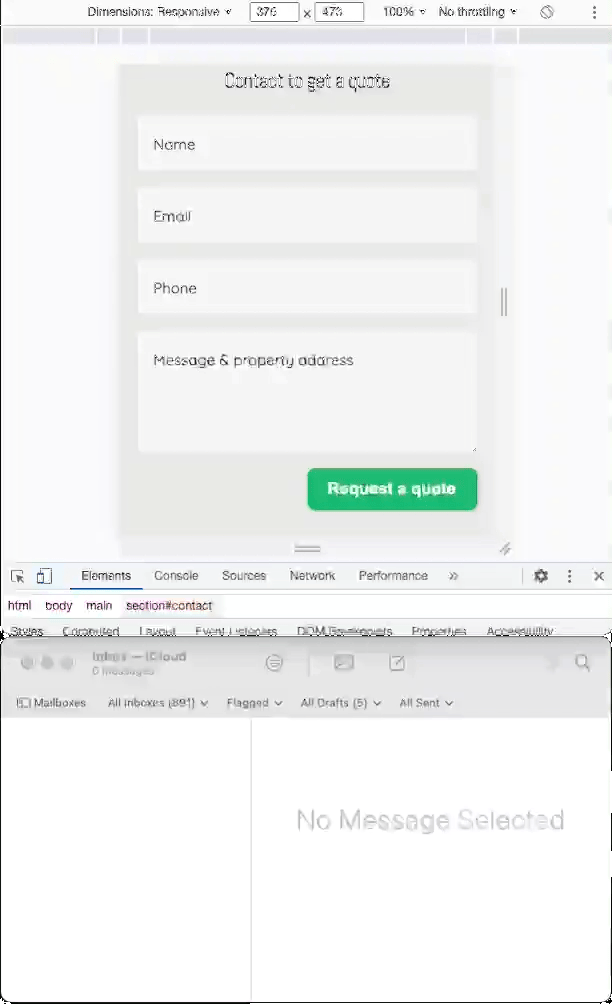 Dimensions: Responsive 376 x 473 100% No throttling
Contact to get a quote
Name
Email
Phone
Message & property address
Request a quote
Elements Console Sources Network Performance »
html body main section#contact
Styles Computed Layout Event Listeners DOM Breakpoints Properties Accessibility
Inbox — iCloud
0 messages
Mailboxes All Inboxes (891) Flagged All Drafts (5) All Sent
No Message Selected